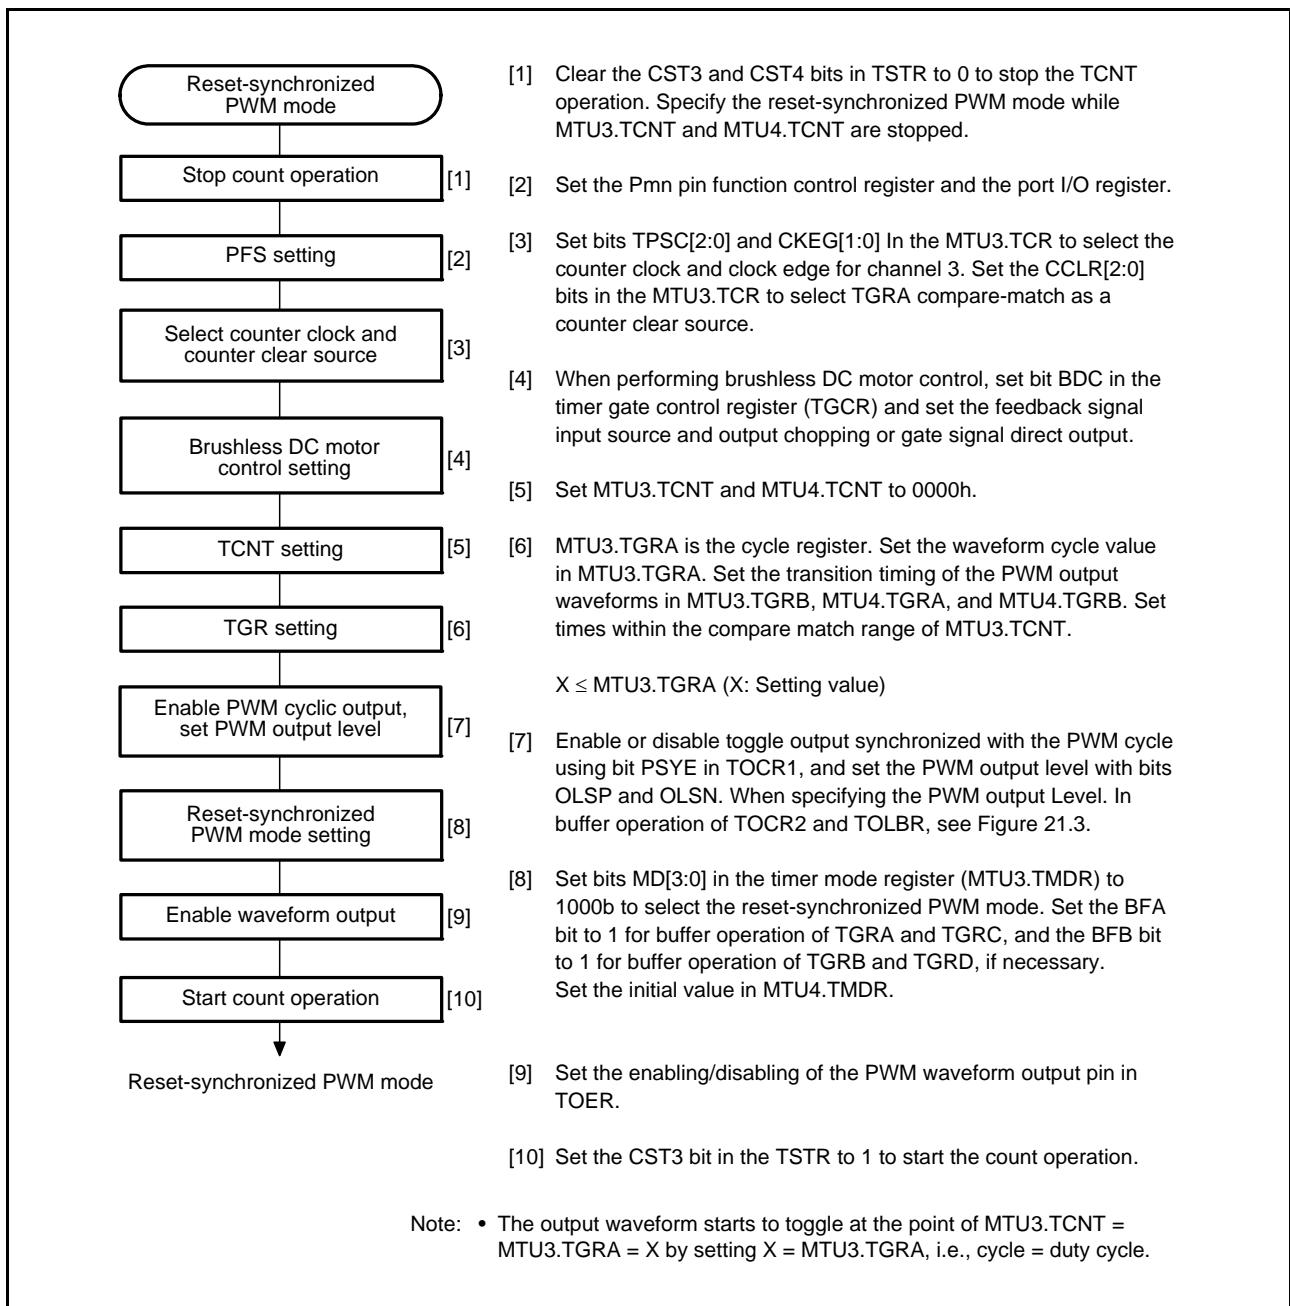 Reset-synchronized
PWM mode
Stop count operation
[1]
PFS setting
[2]
Select counter clock and
counter clear source
[3]
Brushless DC motor
control setting
[4]
TCNT setting
[5]
TGR setting
[6]
Enable PWM cyclic output,
set PWM output level
[7]
Reset-synchronized
PWM mode setting
[8]
Enable waveform output
[9]
Start count operation
[10]
Reset-synchronized PWM mode
[1] Clear the CST3 and CST4 bits in TSTR to 0 to stop the TCNT
operation. Specify the reset-synchronized PWM mode while
MTU3.TCNT and MTU4.TCNT are stopped.
[2] Set the Pmn pin function control register and the port I/O register.
[3] Set bits TPSC[2:0] and CKEG[1:0] In the MTU3.TCR to select the
counter clock and clock edge for channel 3. Set the CCLR[2:0]
bits in the MTU3.TCR to select TGRA compare-match as a
counter clear source.
[4] When performing brushless DC motor control, set bit BDC in the
timer gate control register (TGCR) and set the feedback signal
input source and output chopping or gate signal direct output.
[5] Set MTU3.TCNT and MTU4.TCNT to 0000h.
[6] MTU3.TGRA is the cycle register. Set the waveform cycle value
in MTU3.TGRA. Set the transition timing of the PWM output
waveforms in MTU3.TGRB, MTU4.TGRA, and MTU4.TGRB. Set
times within the compare match range of MTU3.TCNT.
X ≤ MTU3.TGRA (X: Setting value)
[7] Enable or disable toggle output synchronized with the PWM cycle
using bit PSYE in TOCR1, and set the PWM output level with bits
OLSP and OLSN. When specifying the PWM output Level. In
buffer operation of TOCR2 and TOLBR, see Figure 21.3.
[8] Set bits MD[3:0] in the timer mode register (MTU3.TMDR) to
1000b to select the reset-synchronized PWM mode. Set the BFA
bit to 1 for buffer operation of TGRA and TGRC, and the BFB bit
to 1 for buffer operation of TGRB and TGRD, if necessary.
Set the initial value in MTU4.TMDR.
[9] Set the enabling/disabling of the PWM waveform output pin in
TOER.
[10] Set the CST3 bit in the TSTR to 1 to start the count operation.
Note: • The output waveform starts to toggle at the point of MTU3.TCNT =
MTU3.TGRA = X by setting X = MTU3.TGRA, i.e., cycle = duty cycle.